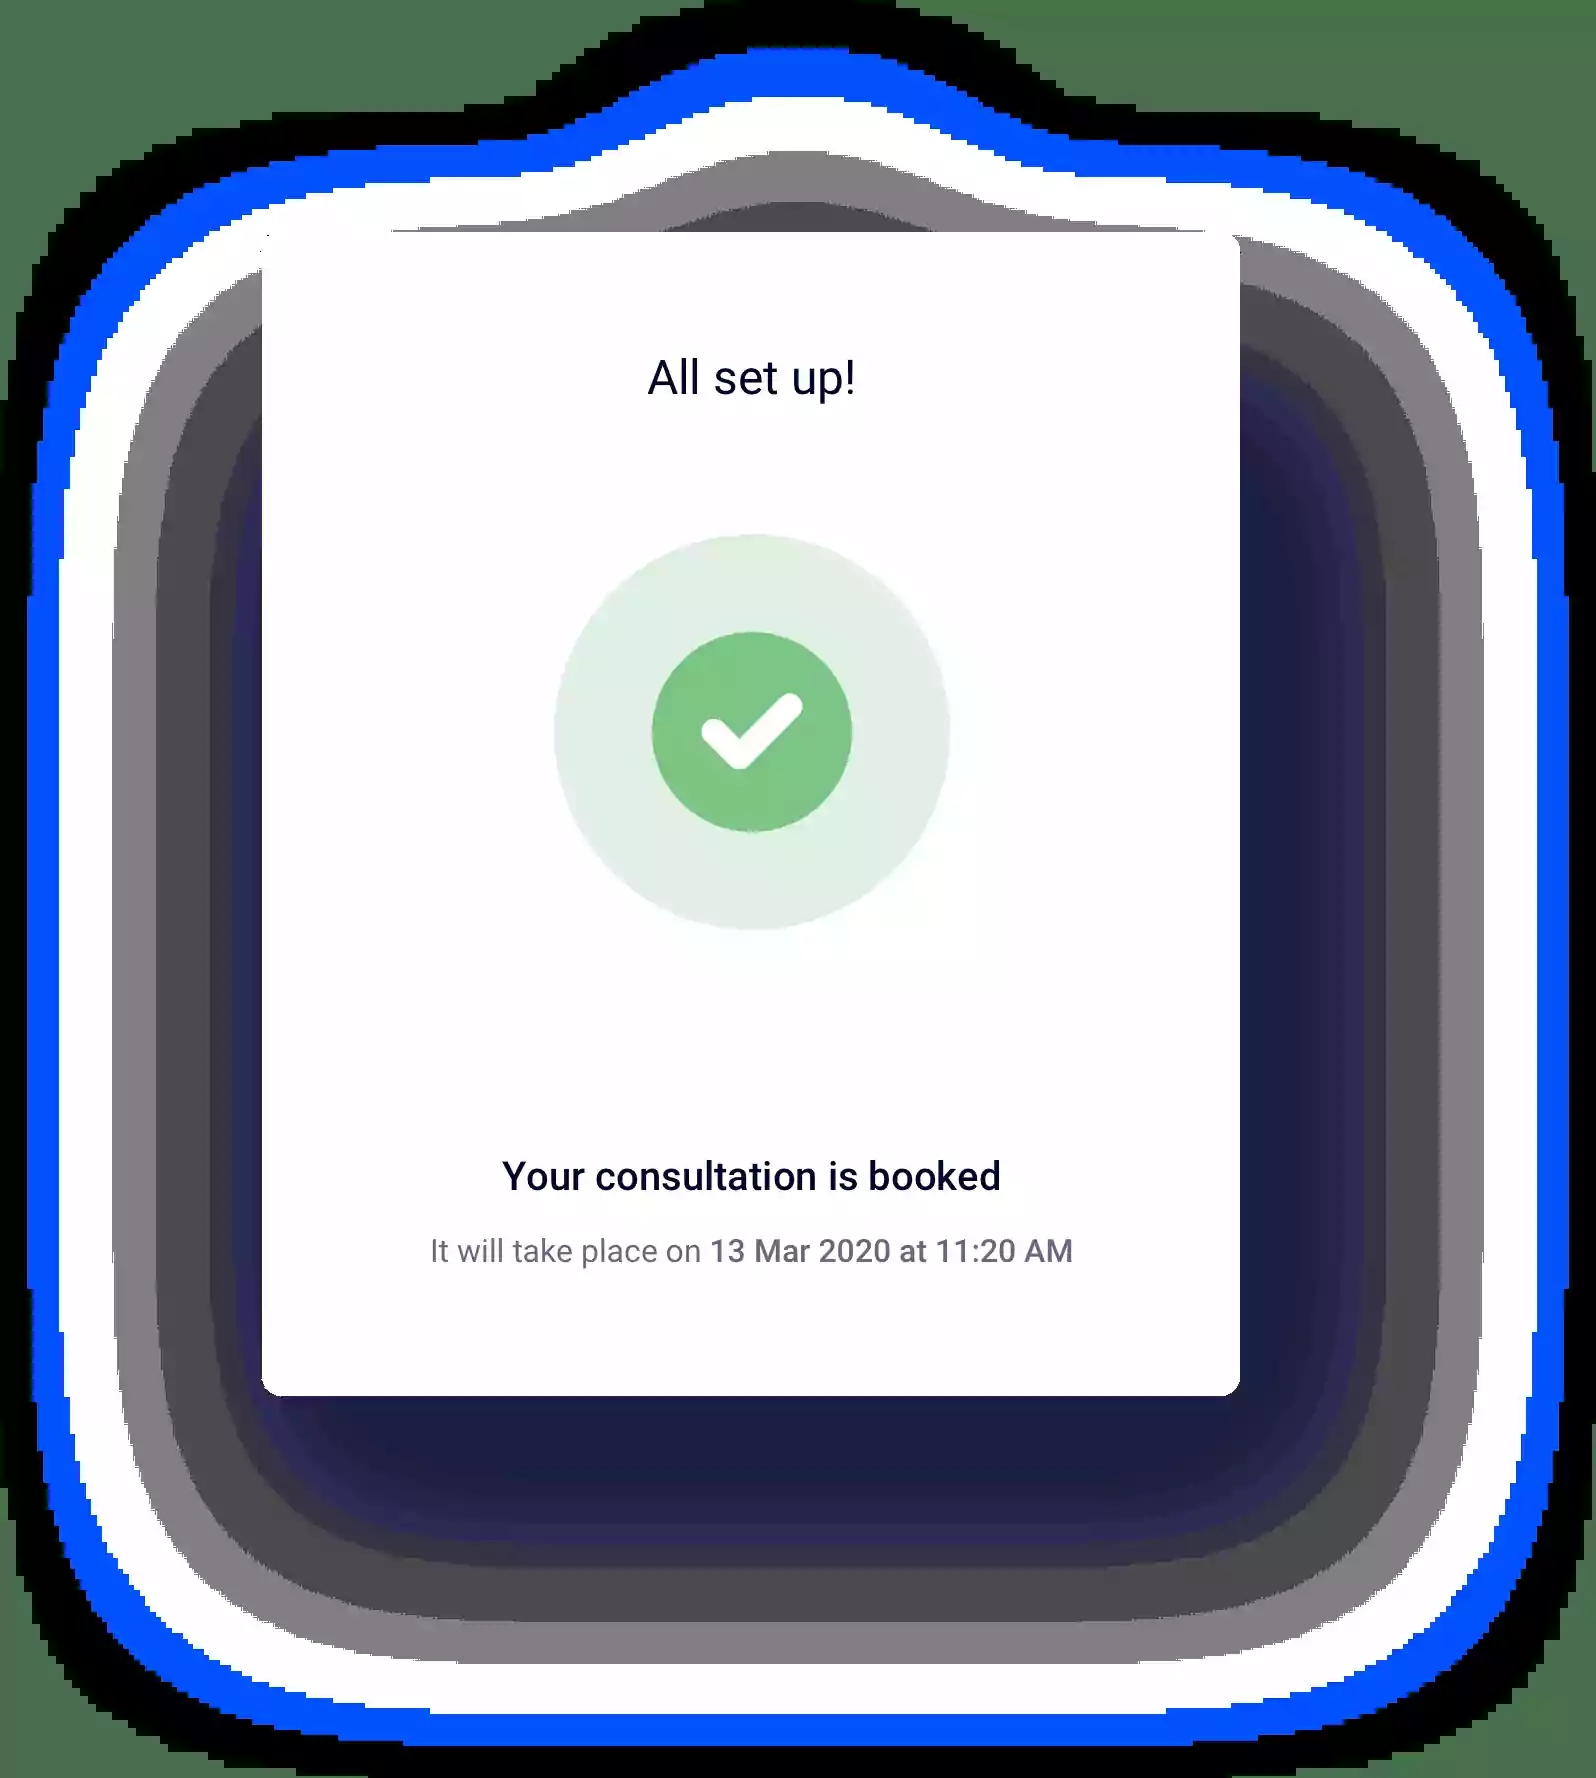 All set up!
Your consultation is booked
It will take place on 13 Mar 2020 at 11:20 AM